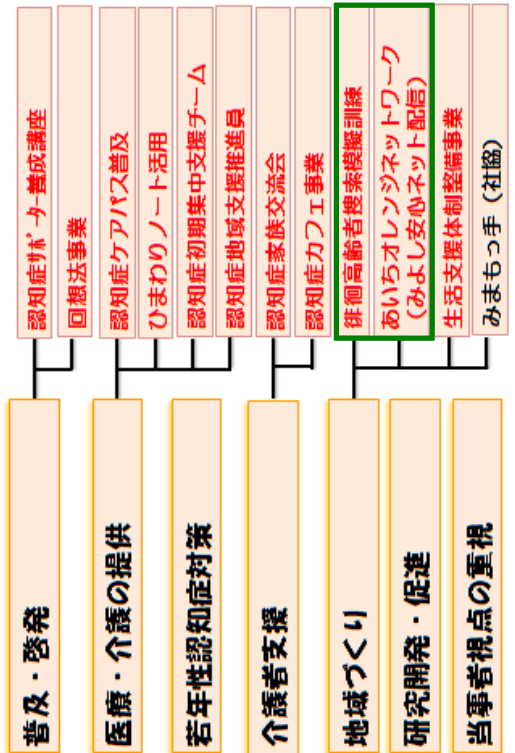 普及・啓発
認知症サポーター養成講座
回想法事業
医療・介護の提供
認知症ケアパス普及
ひまわりノート活用
認知症初期集中支援チーム
認知症地域支援推進員
若年性認知症対策
介護者支援
認知症家族交流会
認知症カフェ事業
地域づくり
徘徊高齢者捜索模擬訓練
あいちオレンジネットワーク
（みよし安心ネット配信）
生活支援体制整備事業
みまもっ手（社協）
研究開発・促進
当事者視点の重視